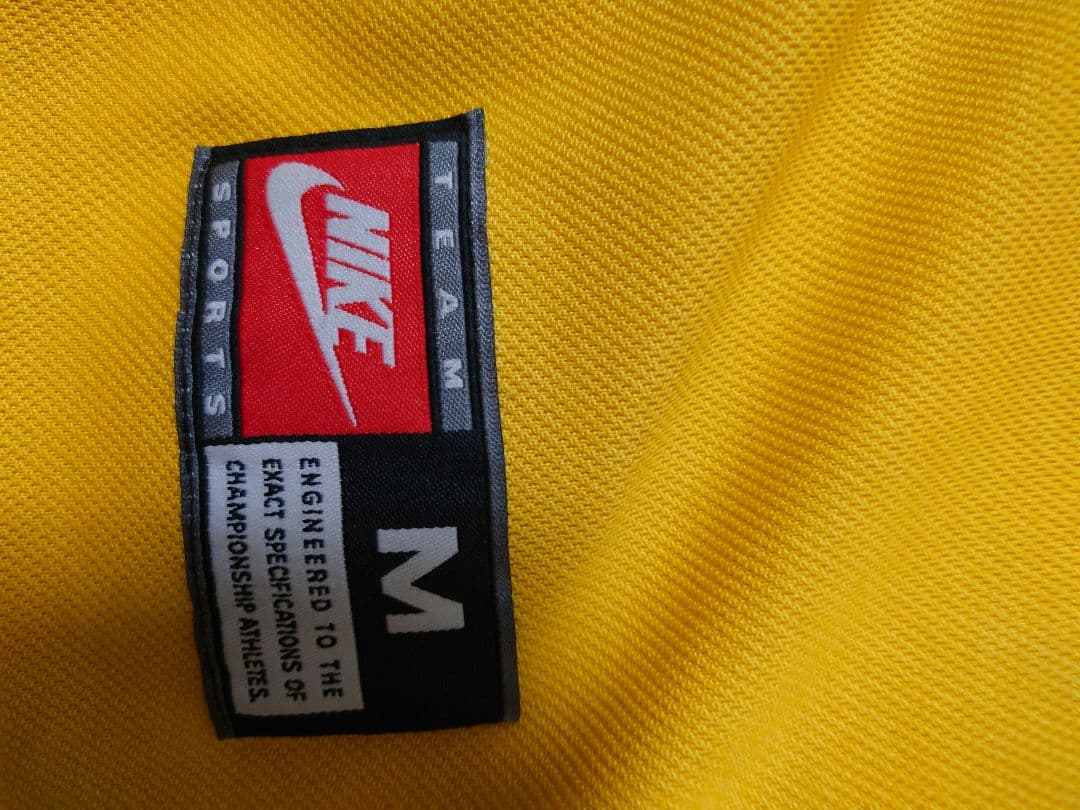 TEAM
NIKE
SPORTS
M
ENGINEERED TO THE
EXACT SPECIFICATIONS OF
CHAMPIONSHIP ATHLETES.